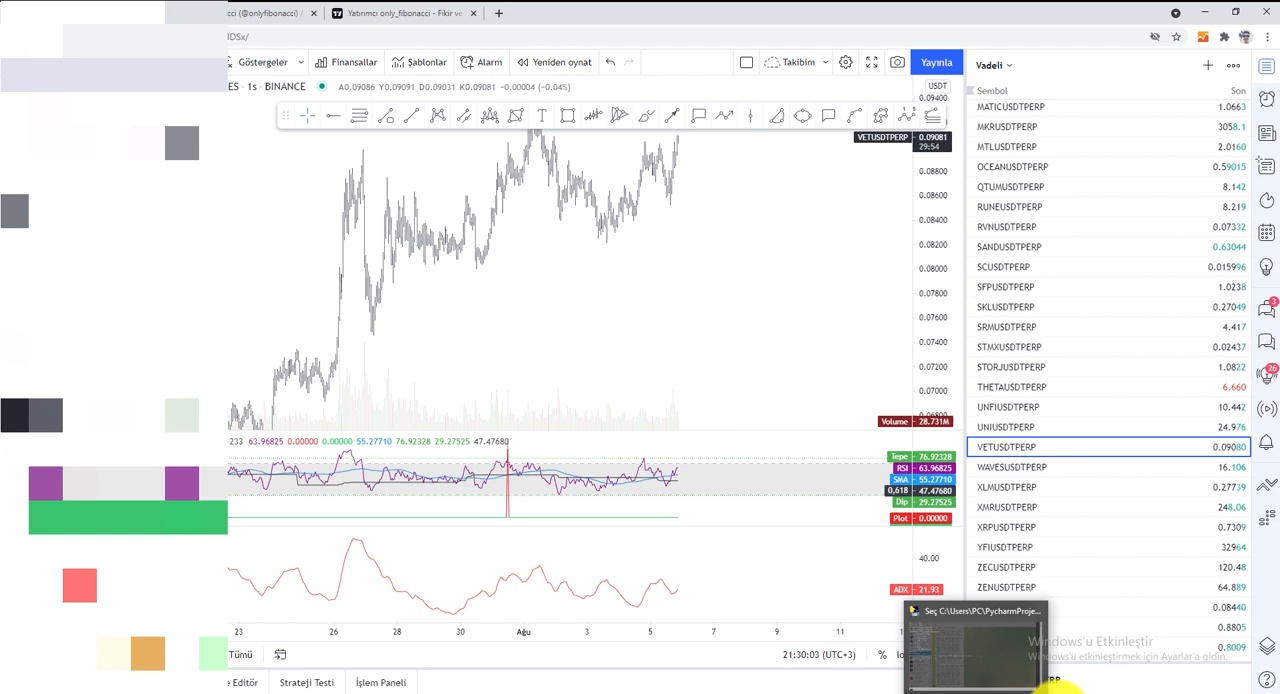 cci (@onlyfibonacci)
Yatırımcı only_fibonacci - Fikir ve
IDSx/
Göstergeler
Finansallar
Şablonlar
Alarm
Yeniden oynat
Takibim
Yayınla
Vadeli
ES - 1s - BINANCE
A0.09086 Y0.09091 D0.09031 K0.09081 -0.00004 (-0.04%)
USDT
0.09400
VETUSDTPERP 0.09081
29:54
0.08800
0.08600
0.08400
0.08200
0.08000
0.07800
0.07600
0.07400
0.07200
0.07000
0.06800
Volume 28.731M
233 63.96825 0.00000 0.00000 55.27710 76.92328 29.27525 47.47680
Tepe 76.92328
RSI 63.96825
SMA 55.27710
0,618 47.47680
Dip 29.27525
Plot 0.00000
40.00
ADX 21.93
23
26
28
30
Ağu
3
5
7
9
11
Tümü
21:30:03 (UTC+3)
%
lo
e Er
Strateji Testi
İşlem Paneli
Sembol Son
MATICUSDTPERP 1.0663
MKRUSDTPERP 3058.1
MTLUSDTPERP 2.0160
OCEANUSDTPERP 0.59015
QTUMUSDTPERP 8.142
RUNEUSDTPERP 8.219
RVNUSDTPERP 0.07332
SANDUSDTPERP 0.63044
SCUSDTPERP 0.015996
SFPUSDTPERP 1.0238
SKLUSDTPERP 0.27049
SRMUSDTPERP 4.417
STMXUSDTPERP 0.02437
STORJUSDTPERP 1.0822
THETAUSDTPERP 6.660
UNFIUSDTPERP 10.442
UNIUSDTPERP 24.976
VETUSDTPERP 0.09080
WAVESUSDTPERP 16.106
XLMUSDTPERP 0.27739
XMRUSDTPERP 248.06
XRPUSDTPERP 0.7309
YFIUSDTPERP 32964
ZECUSDTPERP 120.48
ZENUSDTPERP 64.889
0.08440
0.8805
0.8009
3
26
Seç C:\Users\PC\PycharmProje...
Windows'u Etkinleştir
Windows'u etkinleştirmek için Ayarlar'a gidin.